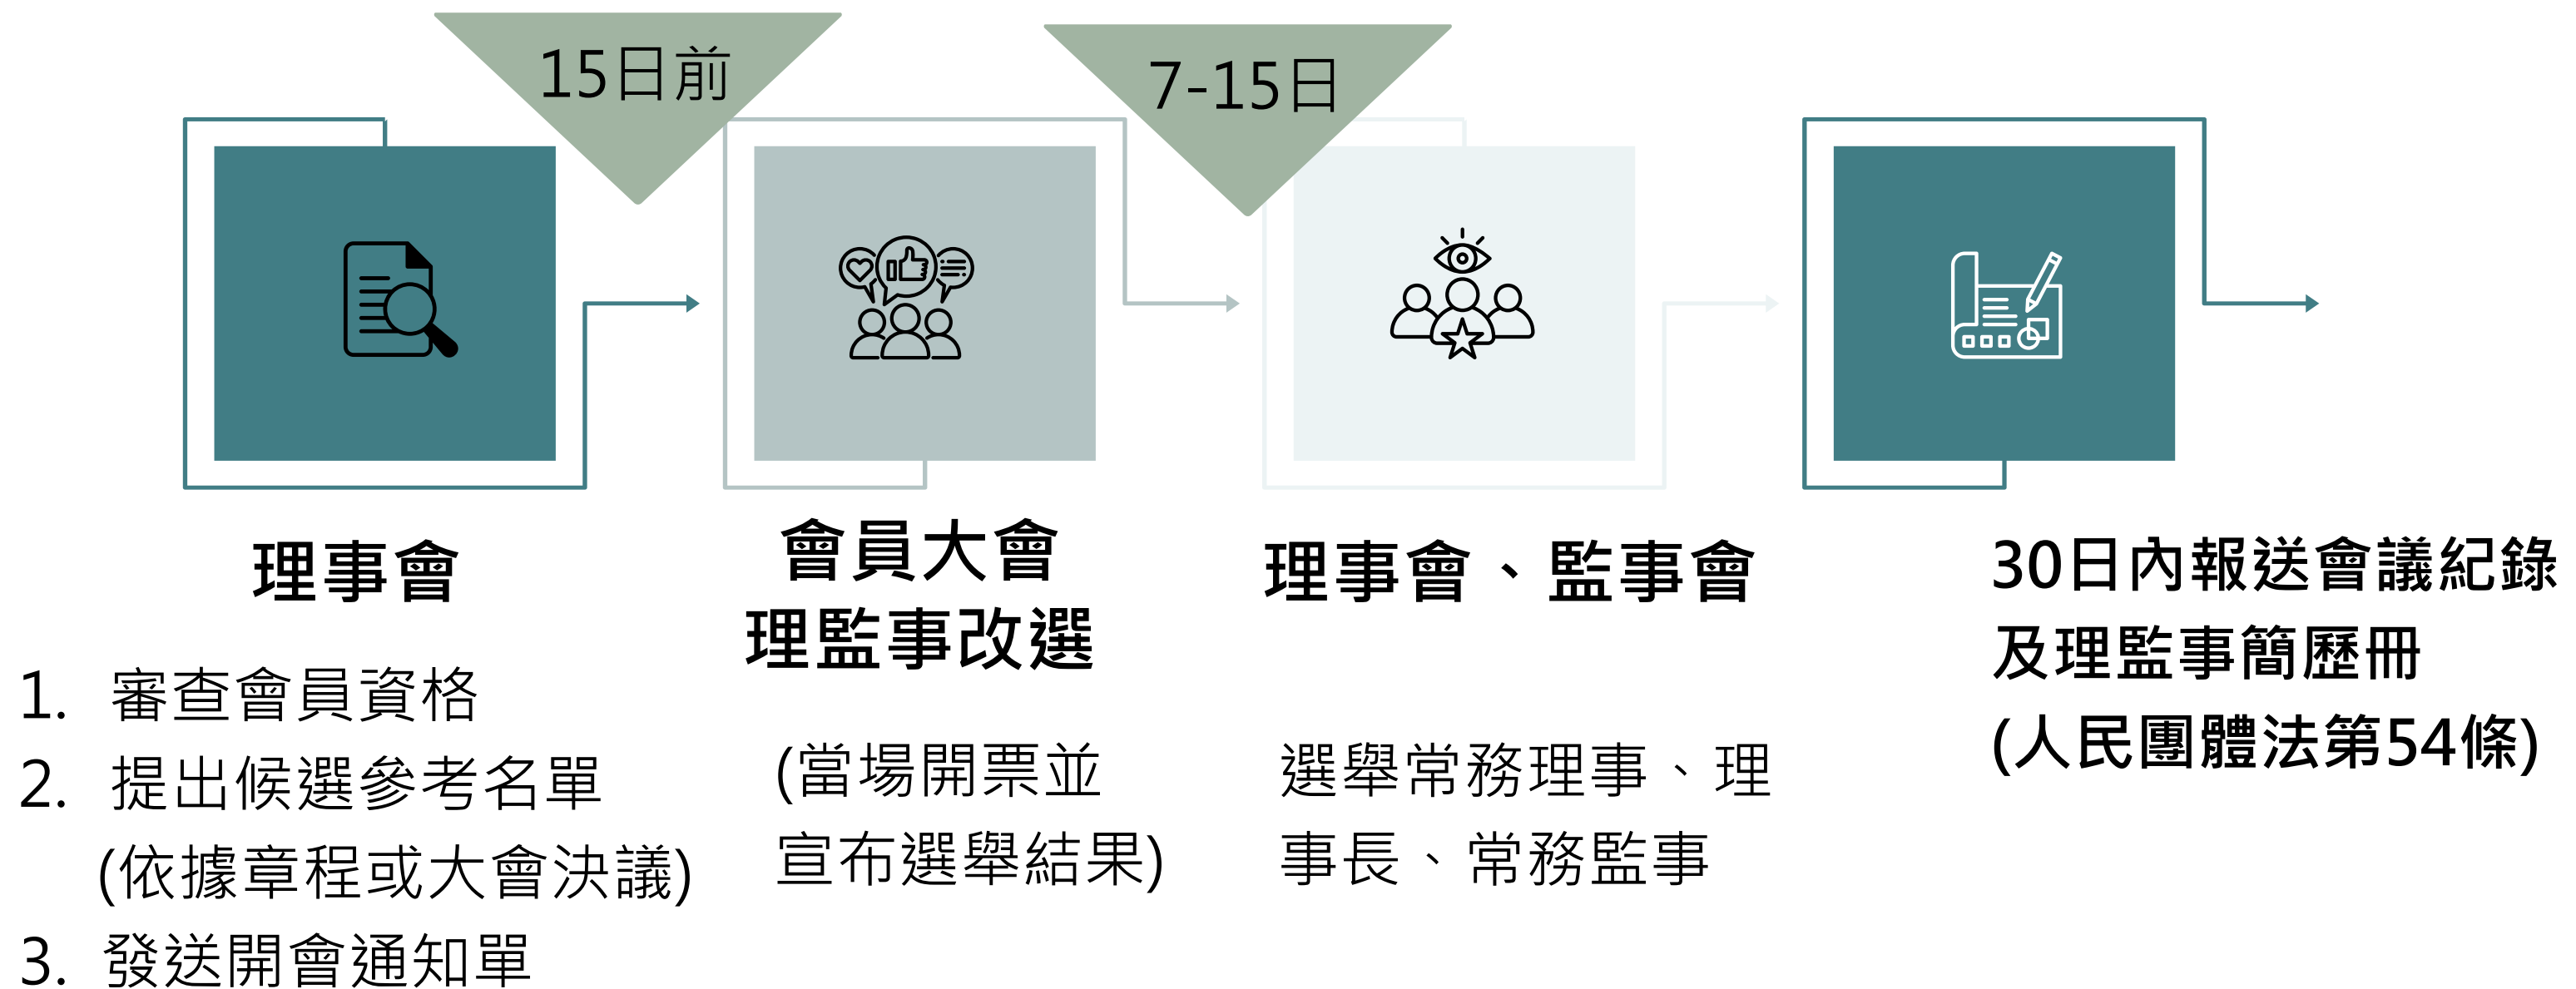 15日前
7-15日
理事會
1. 審查會員資格
2. 提出候選參考名單
(依據章程或大會決議)
3. 發送開會通知單
會員大會
理監事改選
(當場開票並
宣布選舉結果)
理事會、監事會
選舉常務理事、理
事長、常務監事
30日內報送會議紀錄
及理監事簡歷冊
(人民團體法第54條)